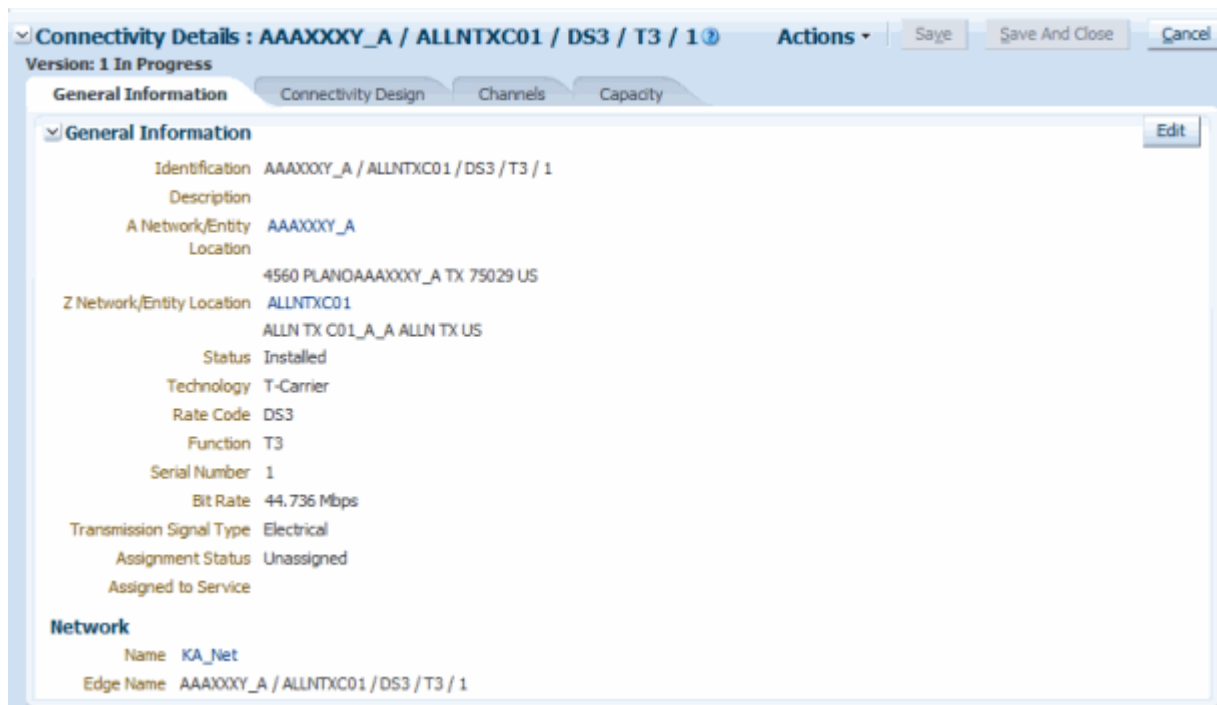 Connectivity Details : AAAXXXY_A / ALLNTXC01 / DS3 / T3 / 1 Actions Save Save And Close Cancel
Version: 1 In Progress
General Information Connectivity Design Channels Capacity
General Information Edit
Identification AAAXXXY_A / ALLNTXC01 / DS3 / T3 / 1
Description
A Network/Entity AAAXXXY_A
Location
4560 PLANOAAAXXXY_A TX 75029 US
Z Network/Entity Location ALLNTXC01
ALLN TX C01_A_A ALLN TX US
Status Installed
Technology T-Carrier
Rate Code DS3
Function T3
Serial Number 1
Bit Rate 44.736 Mbps
Transmission Signal Type Electrical
Assignment Status Unassigned
Assigned to Service
Network
Name KA_Net
Edge Name AAAXXXY_A / ALLNTXC01 / DS3 / T3 / 1